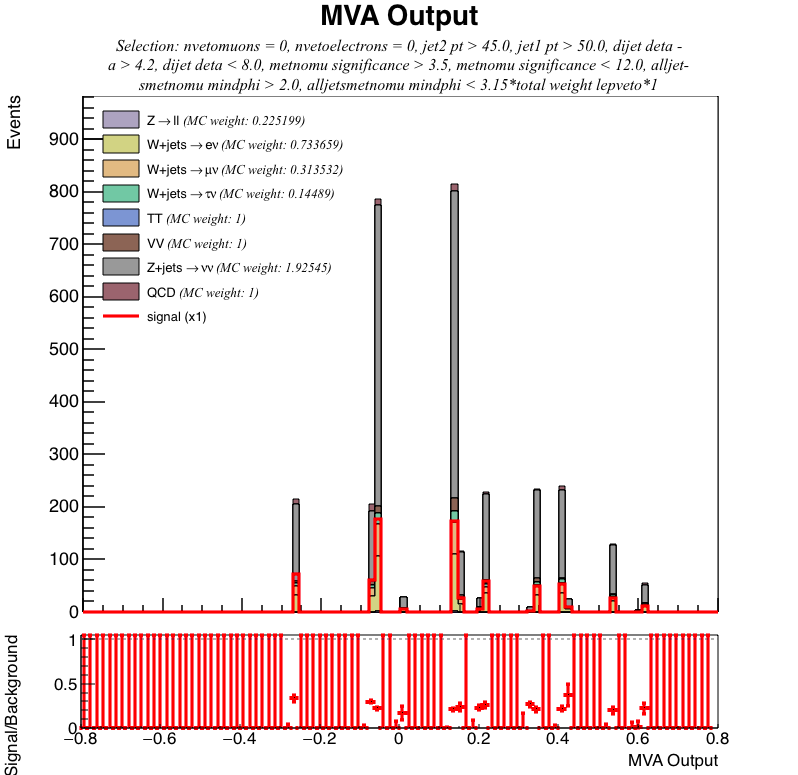 MVA Output
Selection: nvetomuons = 0, nvetoelectrons = 0, jet2 pt > 45.0, jet1 pt > 50.0, dijet deta -
a > 4.2, dijet deta < 8.0, metnomu significance > 3.5, metnomu significance < 12.0, alljet-
smetnomu mindphi > 2.0, alljetsmetnomu mindphi < 3.15*total weight lepveto*1
Events
900
800
700
600
500
400
300
200
100
0
Z → ll (MC weight: 0.225199)
W+jets → eν (MC weight: 0.733659)
W+jets → μν (MC weight: 0.313532)
W+jets → τν (MC weight: 0.14489)
TT (MC weight: 1)
VV (MC weight: 1)
Z+jets → νν (MC weight: 1.92545)
QCD (MC weight: 1)
signal (x1)
Signal/Background
1
0.5
0
−0.8 −0.6 −0.4 −0.2 0 0.2 0.4 0.6 0.8
MVA Output